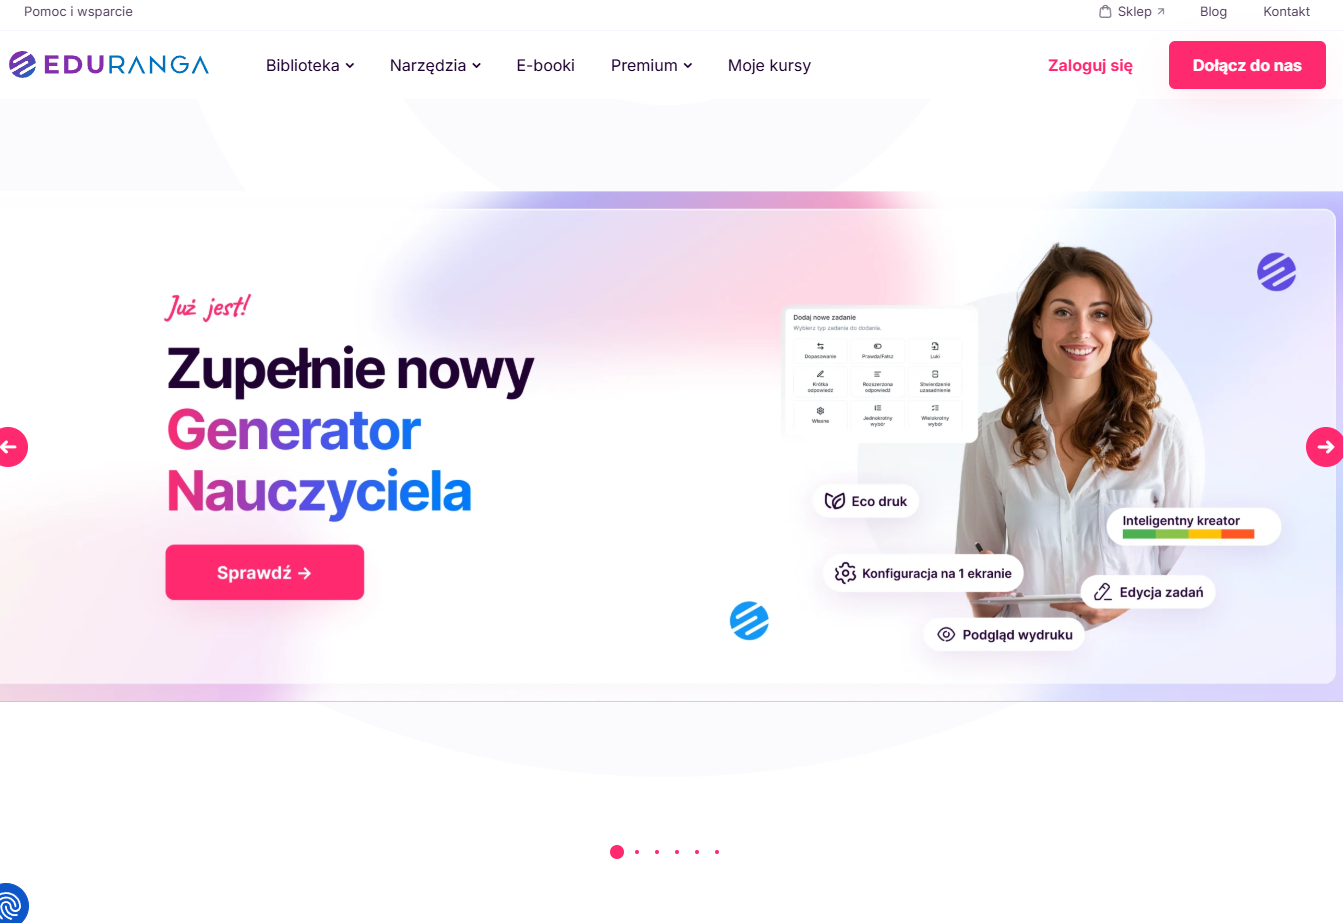 Pomoc i wsparcie
Sklep
Blog
Kontakt
EDURANGA
Biblioteka
Narzędzia
E-booki
Premium
Moje kursy
Zaloguj się
Dołącz do nas
Już jest!
Zupełnie nowy
Generator
Nauczyciela
Sprawdź →
Dodaj nowe zadanie
Wybierz typ zadania do dodania.
Dopasowanie
Prawda/Fałsz
Luki
Krótka
odpowiedź
Rozszerzona
odpowiedź
Stwierdzenie
uzasadnienie
Własne
Jednokrotny
wybór
Wielokrotny
wybór
Eco druk
Inteligentny kreator
Konfiguracja na 1 ekranie
Edycja zadań
Podgląd wydruku